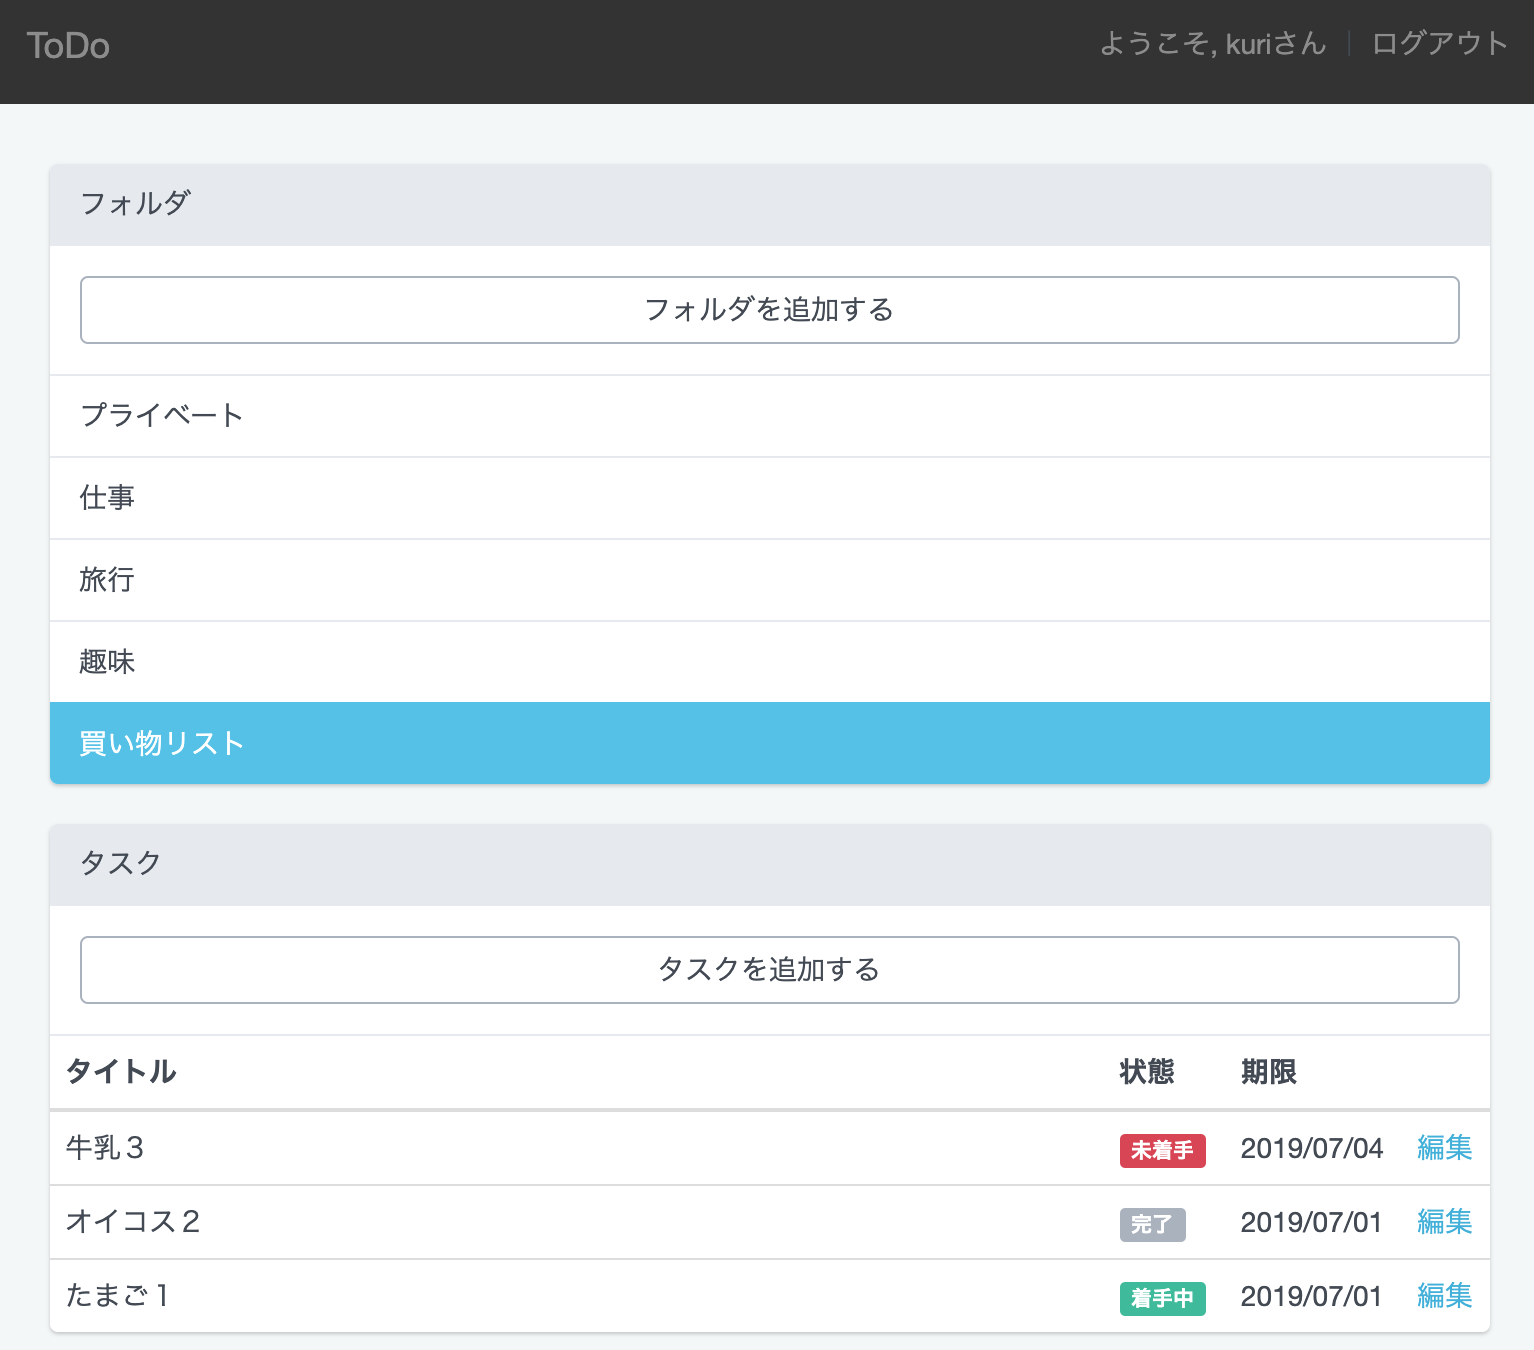 ToDo
ようこそ, kuriさん | ログアウト
フォルダ
フォルダを追加する
プライベート
仕事
旅行
趣味
買い物リスト
タスク
タスクを追加する
タイトル 状態 期限
牛乳３ 未着手 2019/07/04 編集
オイコス２ 完了 2019/07/01 編集
たまご１ 着手中 2019/07/01 編集